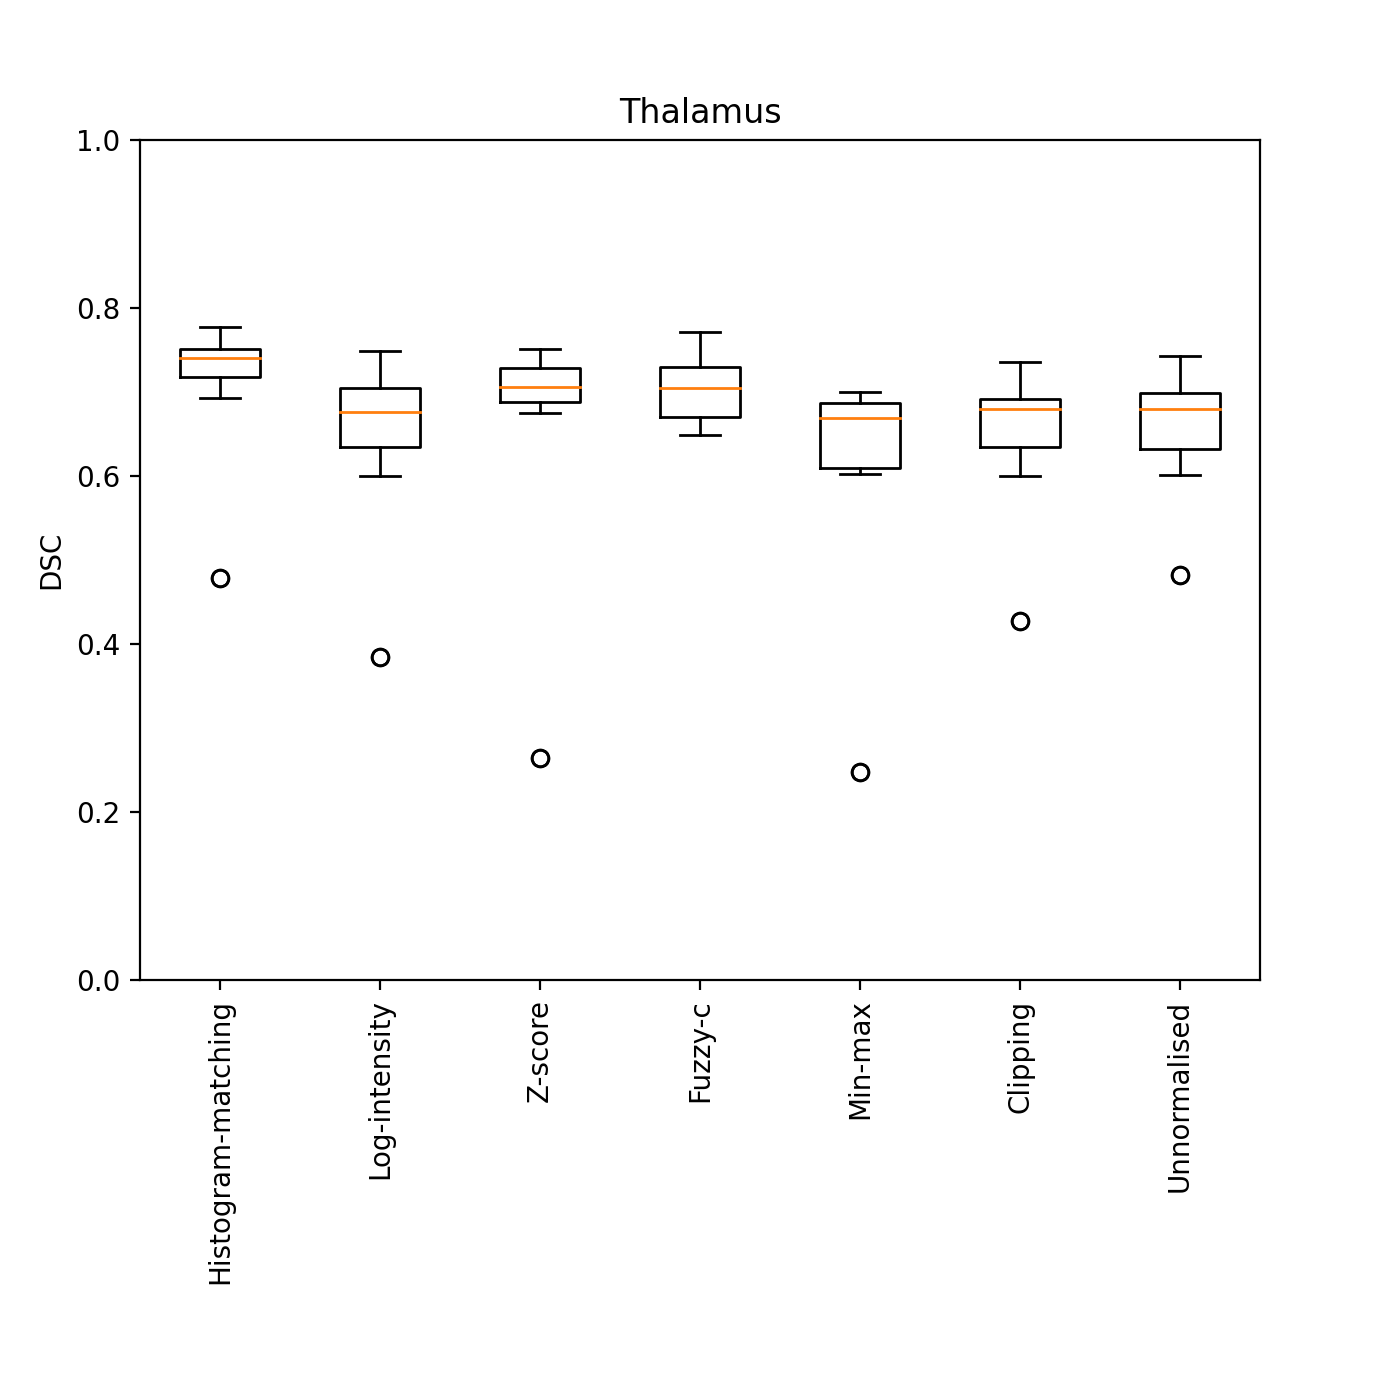 Thalamus
1.0
0.8
0.6
0.4
0.2
0.0
DSC
Histogram-matching
Log-intensity
Z-score
Fuzzy-c
Min-max
Clipping
Unnormalised